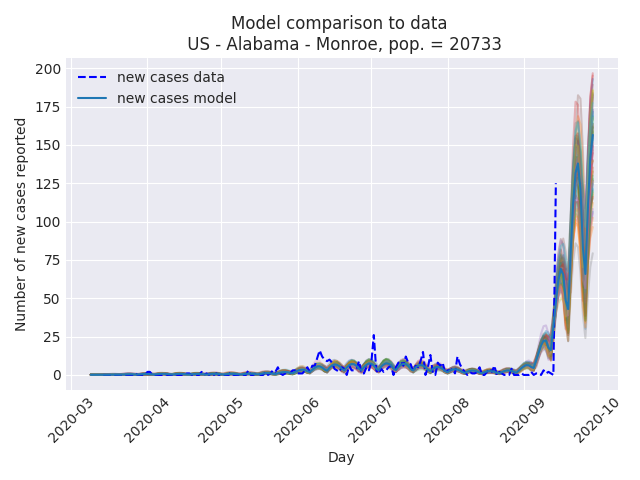 Model comparison to data
US - Alabama - Monroe, pop. = 20733
new cases data
new cases model
Number of new cases reported
200
175
150
125
100
75
50
25
0
2020-03
2020-04
2020-05
2020-06
2020-07
2020-08
2020-09
2020-10
Day